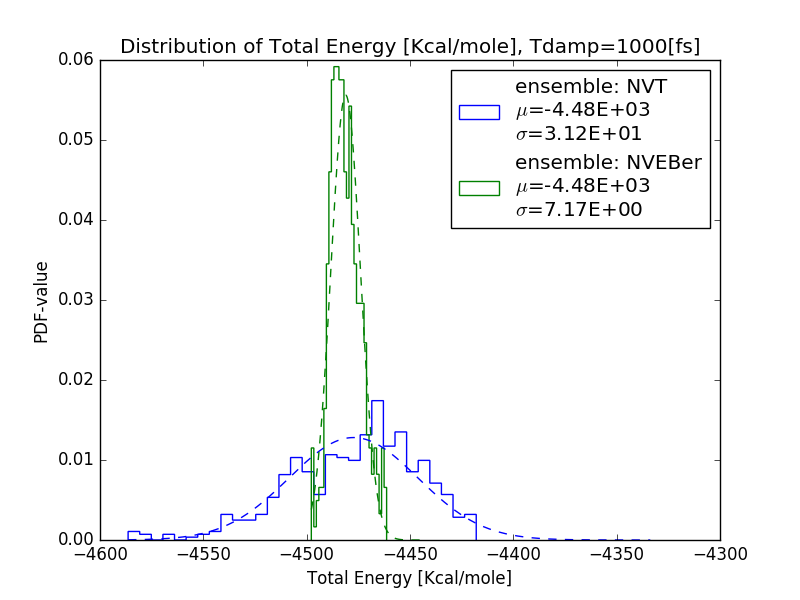 Distribution of Total Energy [Kcal/mole], Tdamp=1000[fs]
ensemble: NVT
μ=-4.48E+03
σ=3.12E+01
ensemble: NVEBer
μ=-4.48E+03
σ=7.17E+00
PDF-value
0.06
0.05
0.04
0.03
0.02
0.01
0.00
−4600 −4550 −4500 −4450 −4400 −4350 −4300
Total Energy [Kcal/mole]